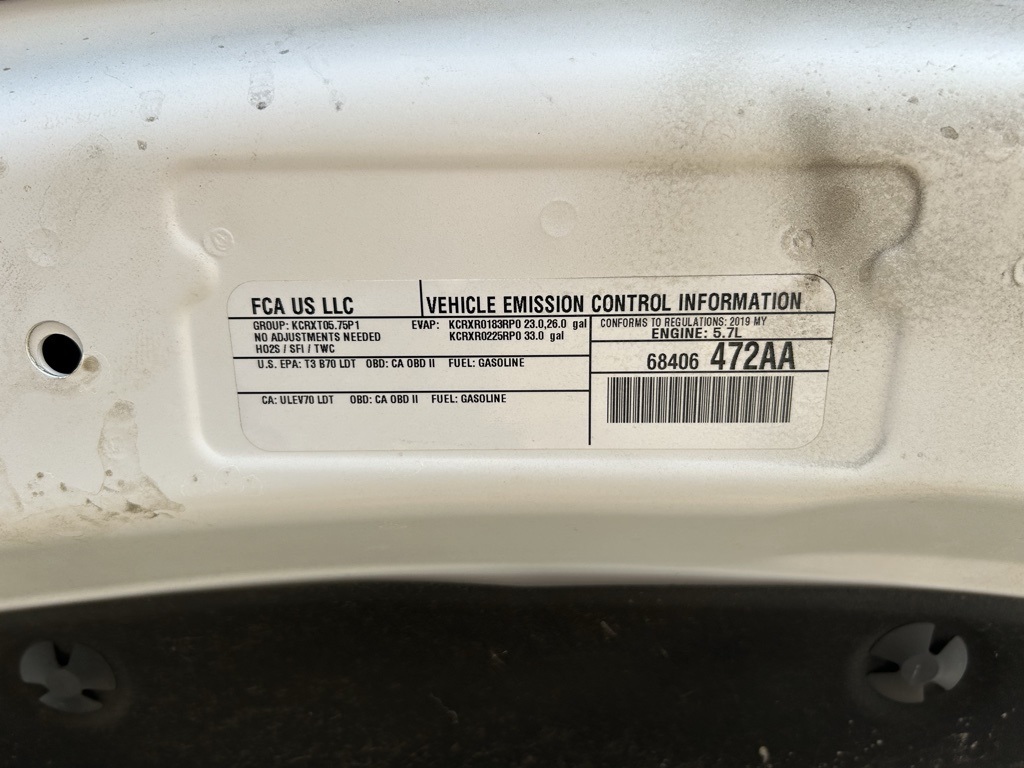 FCA US LLC
VEHICLE EMISSION CONTROL INFORMATION
GROUP: KCRXT05.75P1
NO ADJUSTMENTS NEEDED
HO2S / SFI / TWC
EVAP: KCRXR0183RP0 23.0,26.0 gal
KCRXR0225RP0 33.0 gal
CONFORMS TO REGULATIONS: 2019 MY
ENGINE: 5.7L
U.S. EPA: T3 B70 LDT OBD: CA OBD II FUEL: GASOLINE
68406 472AA
CA: ULEV70 LDT OBD: CA OBD II FUEL: GASOLINE